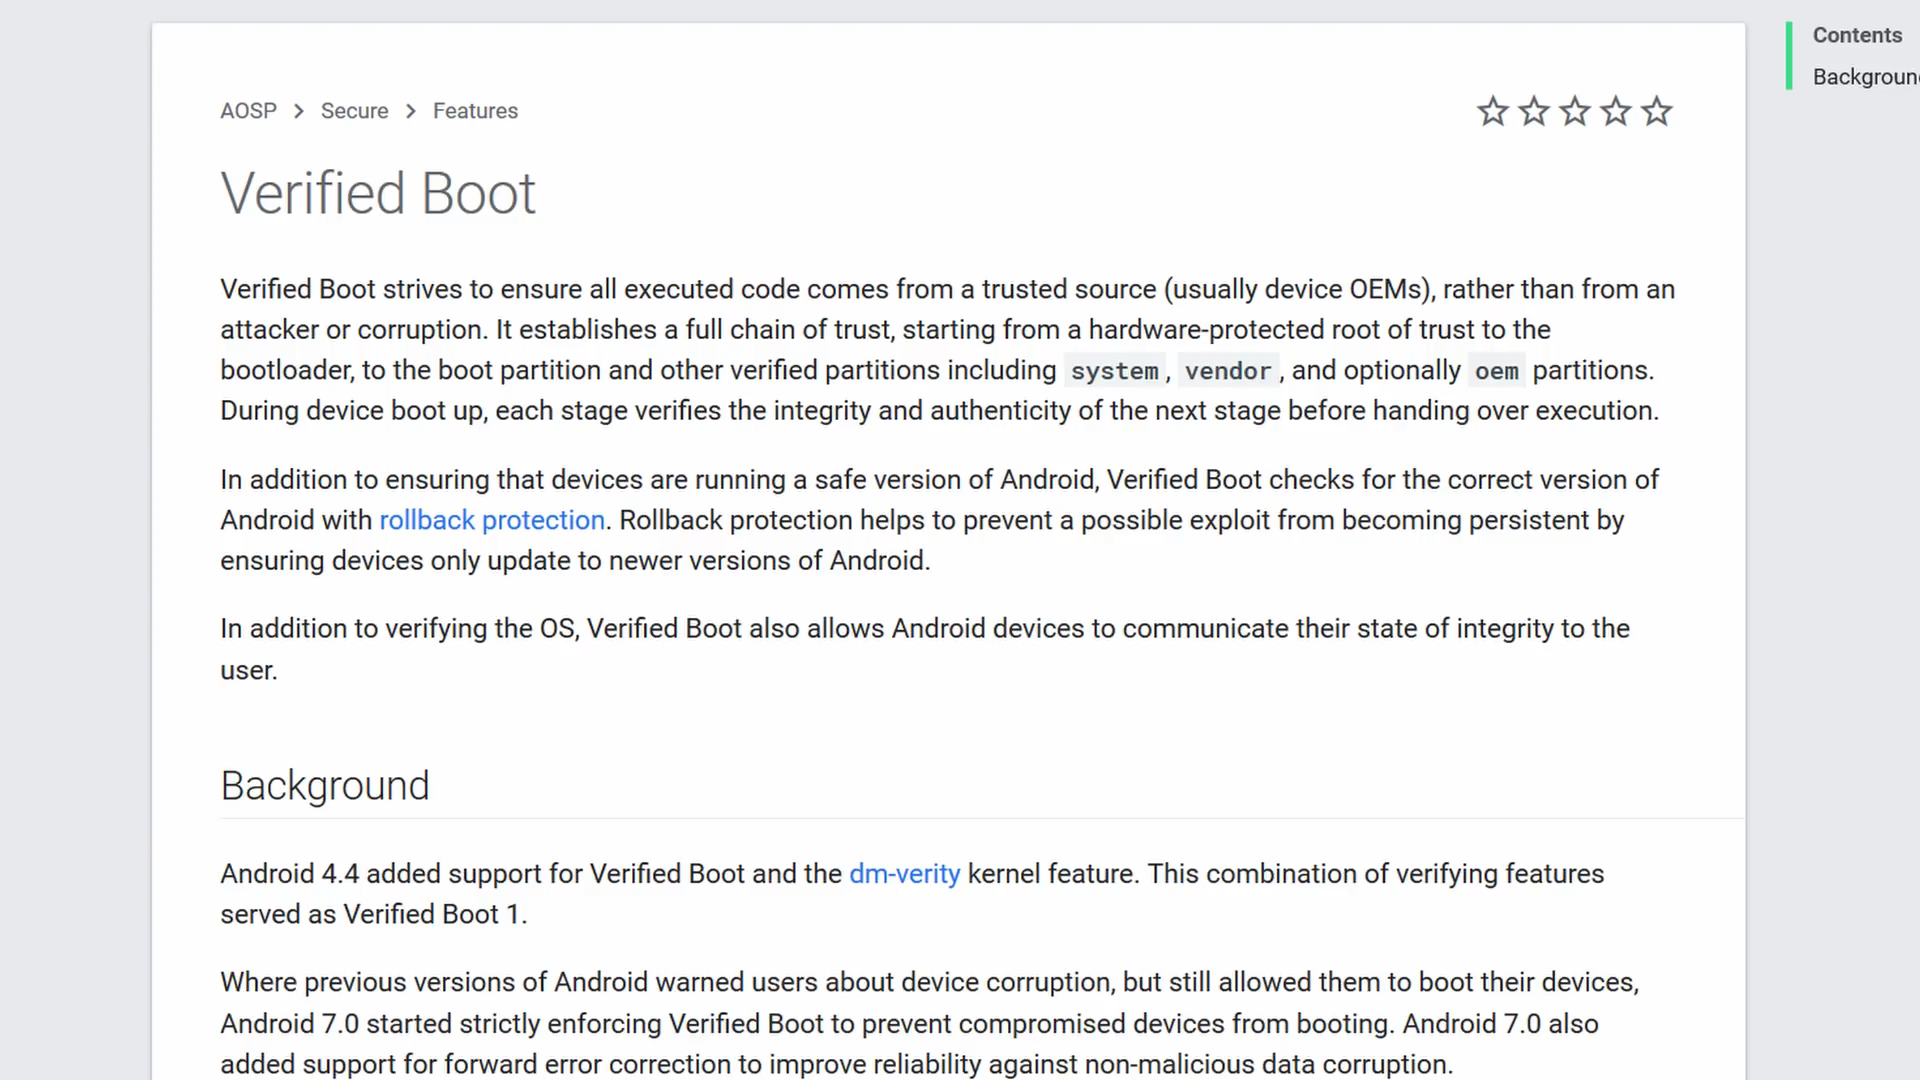 AOSP > Secure > Features
Verified Boot
Verified Boot strives to ensure all executed code comes from a trusted source (usually device OEMs), rather than from an
attacker or corruption. It establishes a full chain of trust, starting from a hardware-protected root of trust to the
bootloader, to the boot partition and other verified partitions including system, vendor, and optionally oem partitions.
During device boot up, each stage verifies the integrity and authenticity of the next stage before handing over execution.
In addition to ensuring that devices are running a safe version of Android, Verified Boot checks for the correct version of
Android with rollback protection. Rollback protection helps to prevent a possible exploit from becoming persistent by
ensuring devices only update to newer versions of Android.
In addition to verifying the OS, Verified Boot also allows Android devices to communicate their state of integrity to the
user.
Background
Android 4.4 added support for Verified Boot and the dm-verity kernel feature. This combination of verifying features
served as Verified Boot 1.
Where previous versions of Android warned users about device corruption, but still allowed them to boot their devices,
Android 7.0 started strictly enforcing Verified Boot to prevent compromised devices from booting. Android 7.0 also
added support for forward error correction to improve reliability against non-malicious data corruption.
Contents
Backgroun